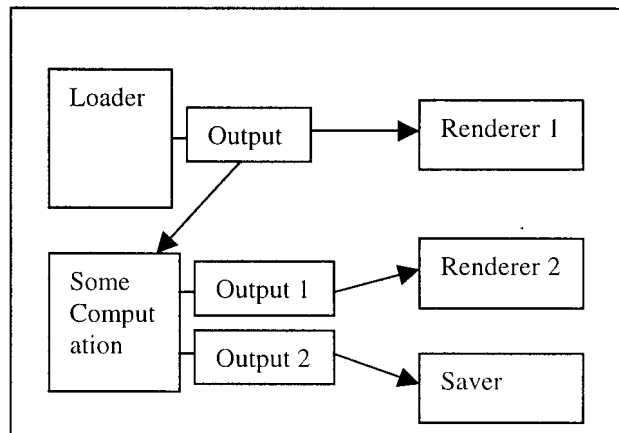 Loader
Output
Renderer 1
Some
Comput
ation
Output 1
Renderer 2
Output 2
Saver